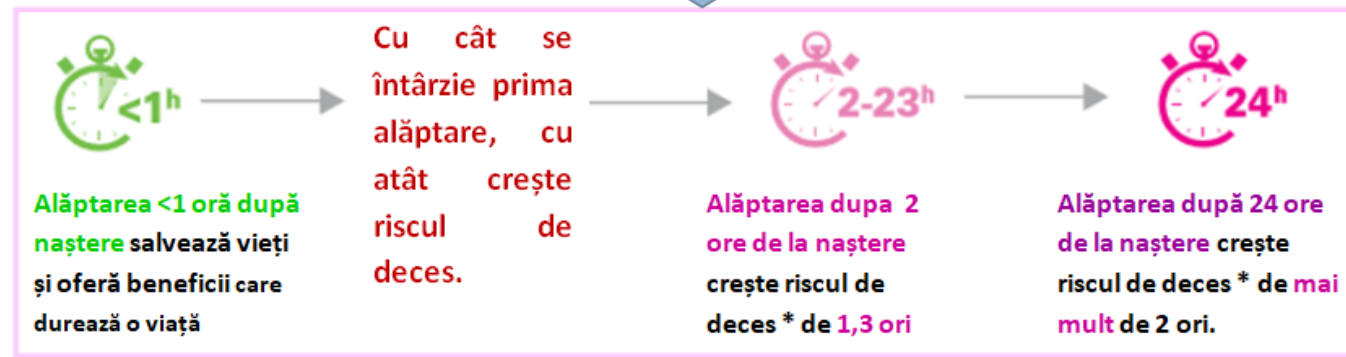 <1h
Cu cât se
întârzie prima
alăptare, cu
atât crește
riscul de
deces.
2-23h
24h
Alăptarea <1 oră după
naștere salvează vieți
și oferă beneficii care
durează o viață
Alăptarea dupa 2
ore de la naștere
crește riscul de
deces * de 1,3 ori
Alăptarea după 24 ore
de la naștere crește
riscul de deces * de mai
mult de 2 ori.